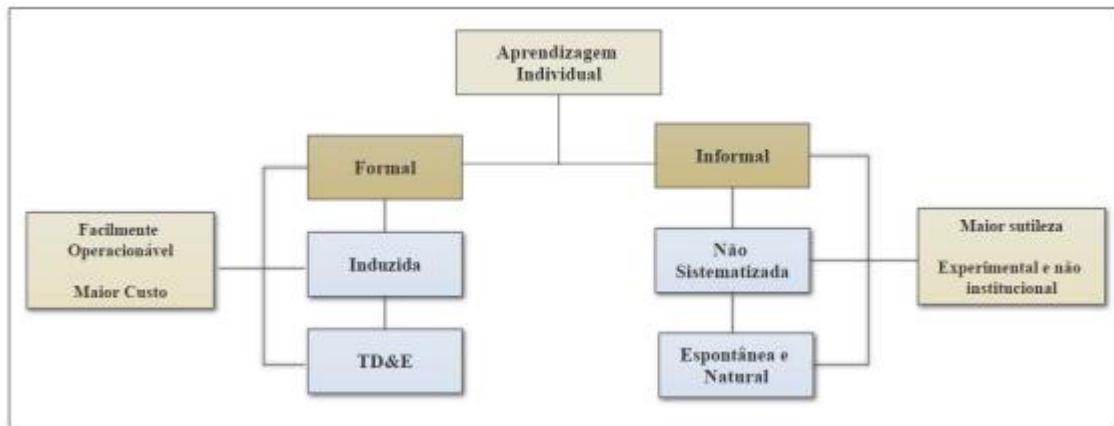 Aprendizagem
Individual
Formal
Informal
Facilmente
Operacionável
Maior Custo
Induzida
TD&E
Não
Sistematizada
Espontânea e
Natural
Maior sutileza
Experimental e não
institucional